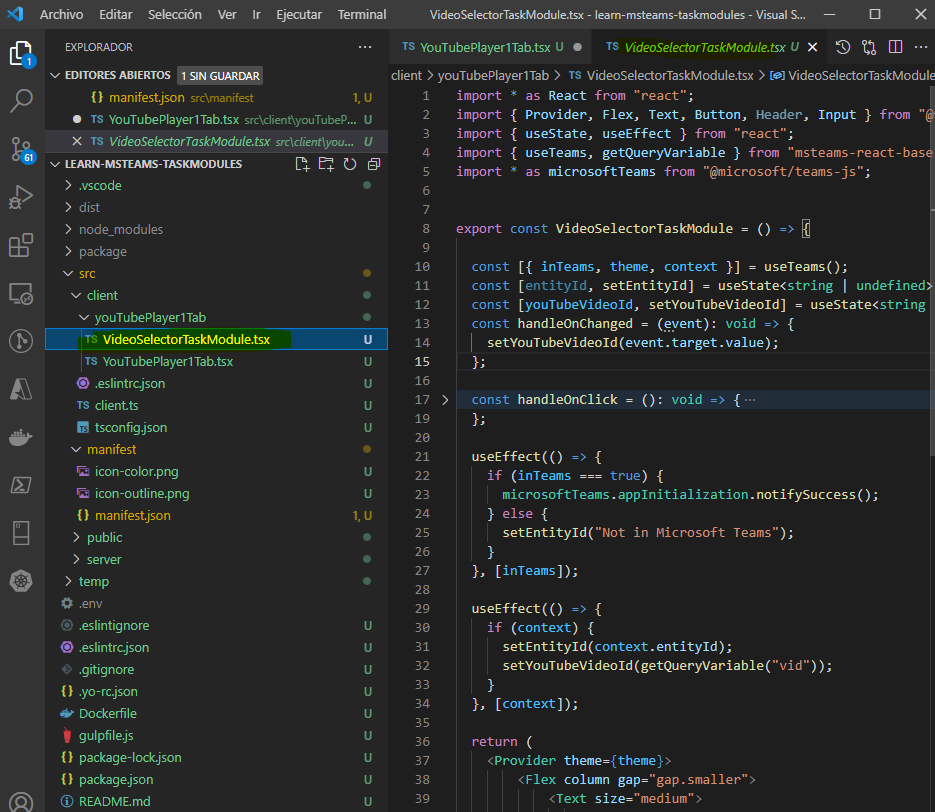 Archivo Editar Selección Ver Ir Ejecutar Terminal VideoSelectorTaskModule.tsx - learn-msteams-taskmodules - Visual S...
EXPLORADOR
EDITORES ABIERTOS 1 SIN GUARDAR
{} manifest.json src\manifest 1, U
TS YouTubePlayer1Tab.tsx src\client\youTubeP... U
TS VideoSelectorTaskModule.tsx src\client\you... U
LEARN-MSTEAMS-TASKMODULES
.vscode
dist
node_modules
package
src
client
youTubePlayer1Tab
TS VideoSelectorTaskModule.tsx U
TS YouTubePlayer1Tab.tsx U
.eslintrc.json U
TS client.ts U
tsconfig.json U
manifest
icon-color.png U
icon-outline.png U
{} manifest.json 1, U
public
server
temp
.env
.eslintignore U
.eslintrc.json U
.gitignore U
{} .yo-rc.json U
Dockerfile U
gulpfile.js U
{} package-lock.json U
{} package.json U
README.md U
1
61
TS YouTubePlayer1Tab.tsx U
TS VideoSelectorTaskModule.tsx U
client > youTubePlayer1Tab > TS VideoSelectorTaskModule.tsx > VideoSelectorTaskModule
1 import * as React from "react";
2 import { Provider, Flex, Text, Button, Header, Input } from "@
3 import { useState, useEffect } from "react";
4 import { useTeams, getQueryVariable } from "msteams-react-base
5 import * as microsoftTeams from "@microsoft/teams-js";
6
7
8 export const VideoSelectorTaskModule = () => {
9
10 const [{ inTeams, theme, context }] = useTeams();
11 const [entityId, setEntityId] = useState<string | undefined>
12 const [youTubeVideoId, setYouTubeVideoId] = useState<string
13 const handleOnChanged = (event): void => {
14 setYouTubeVideoId(event.target.value);
15 };
16
17 const handleOnClick = (): void => { ...
19 };
20
21 useEffect(() => {
22 if (inTeams === true) {
23 microsoftTeams.appInitialization.notifySuccess();
24 } else {
25 setEntityId("Not in Microsoft Teams");
26 }
27 }, [inTeams]);
28
29 useEffect(() => {
30 if (context) {
31 setEntityId(context.entityId);
32 setYouTubeVideoId(getQueryVariable("vid"));
33 }
34 }, [context]);
35
36 return (
37 <Provider theme={theme}>
38 <Flex column gap="gap.smaller">
39 <Text size="medium">